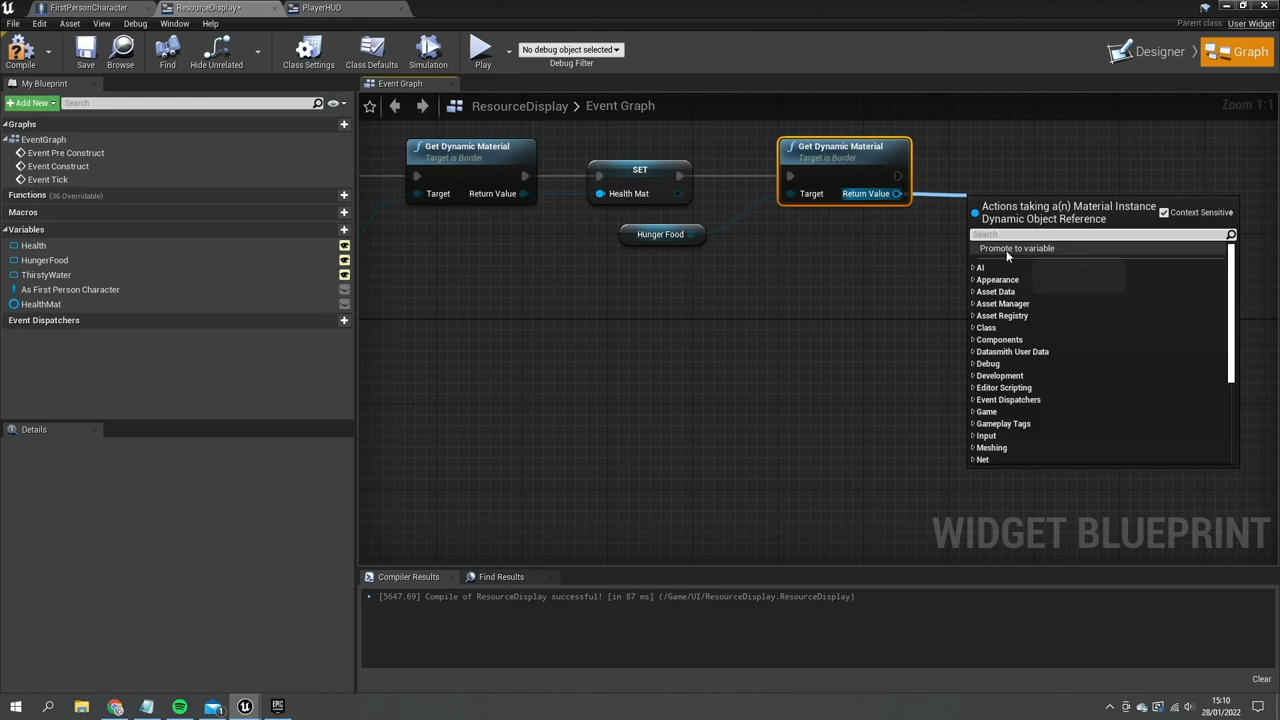 FirstPersonCharacter
ResourceDisplay*
PlayerHUD
File Edit Asset View Debug Window Help
Parent class: User Widget
Compile
Save
Browse
Find
Hide Unrelated
Class Settings
Class Defaults
Simulation
Play
No debug object selected
Debug Filter
Designer
Graph
My Blueprint
Event Graph
+Add New
Search
ResourceDisplay > Event Graph
Zoom 1:1
Graphs
EventGraph
Event Pre Construct
Event Construct
Event Tick
Functions (36 Overridable)
Macros
Variables
Health
HungerFood
ThirstyWater
As First Person Character
HealthMat
Event Dispatchers
Details
Get Dynamic Material
Target is Border
Target
Return Value
SET
Health Mat
Hunger Food
Get Dynamic Material
Target is Border
Target
Return Value
Actions taking a(n) Material Instance
Dynamic Object Reference
Context Sensitive
Search
Promote to variable
AI
Appearance
Asset Data
Asset Manager
Asset Registry
Class
Components
Datasmith User Data
Debug
Development
Editor Scripting
Event Dispatchers
Game
Gameplay Tags
Input
Meshing
Net
WIDGET BLUEPRINT
Compiler Results
Find Results
[5647.69] Compile of ResourceDisplay successful! [in 87 ms] (/Game/UI/ResourceDisplay.ResourceDisplay)
Clear
15:10
28/01/2022